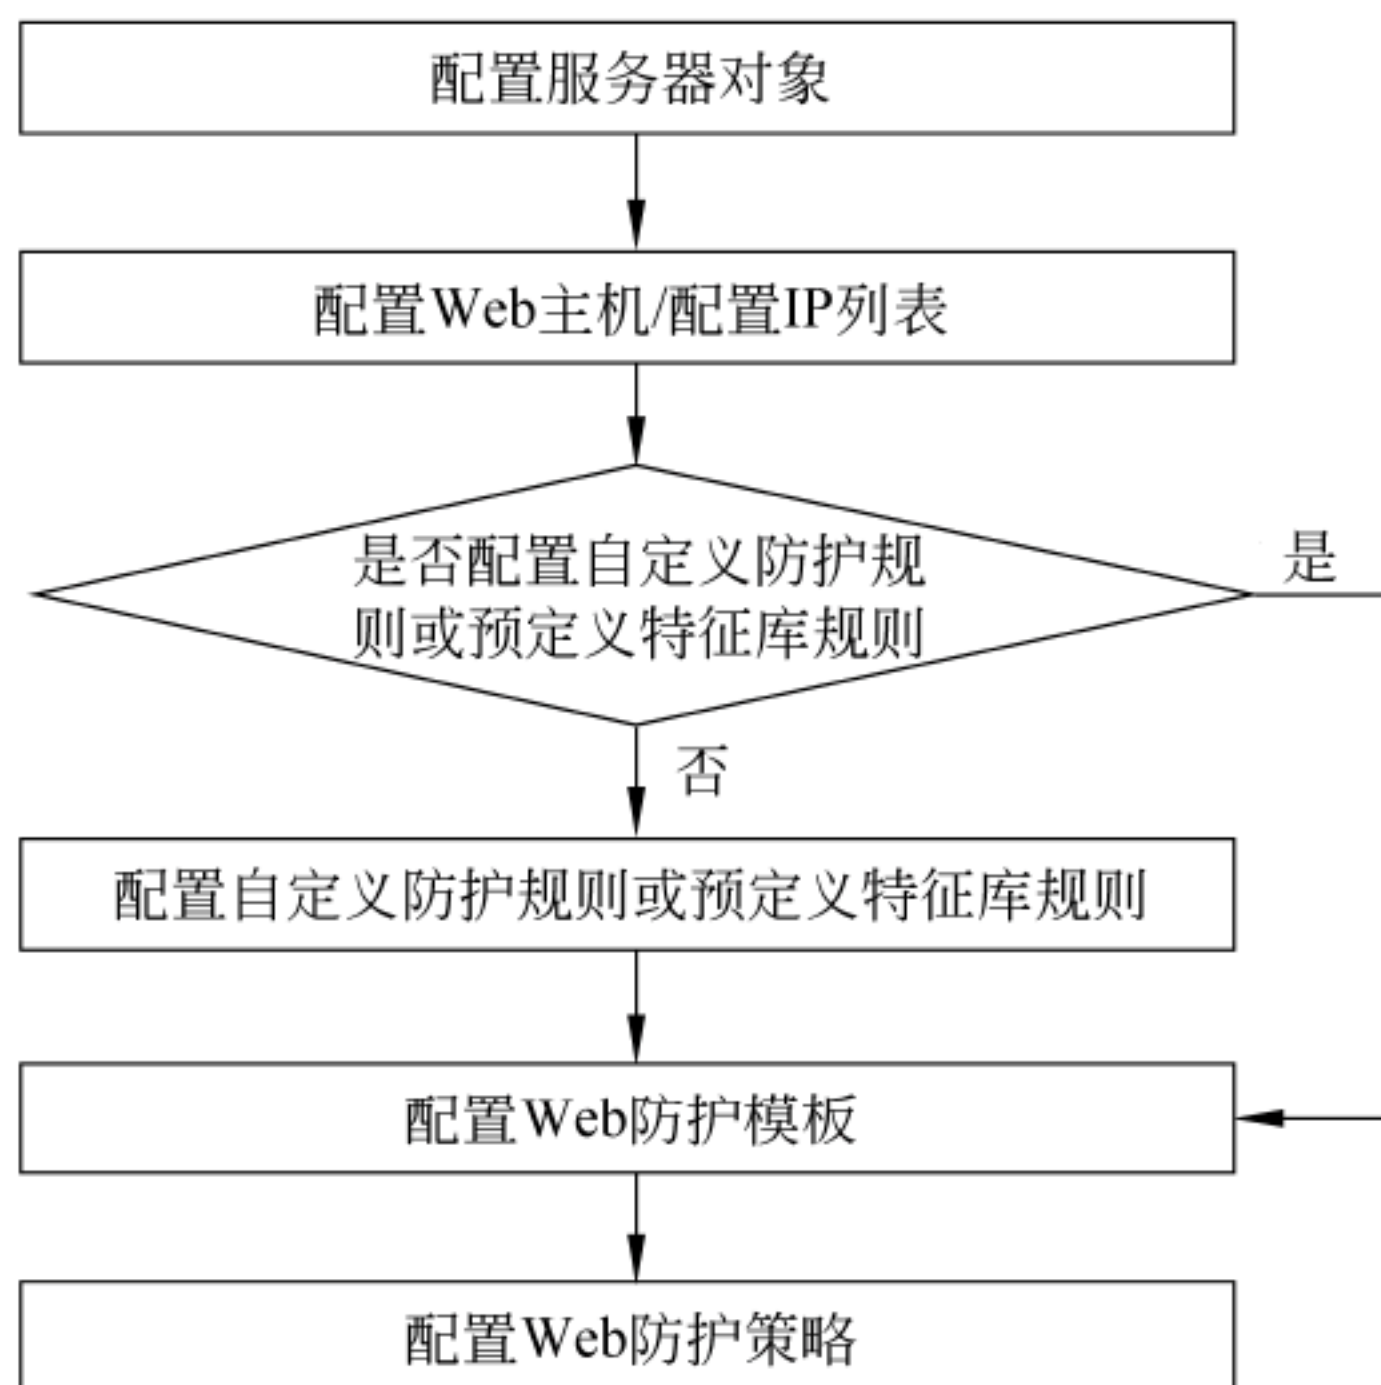 配置服务器对象
配置Web主机/配置IP列表
是否配置自定义防护规
则或预定义特征库规则
是
否
配置自定义防护规则或预定义特征库规则
配置Web防护模板
配置Web防护策略